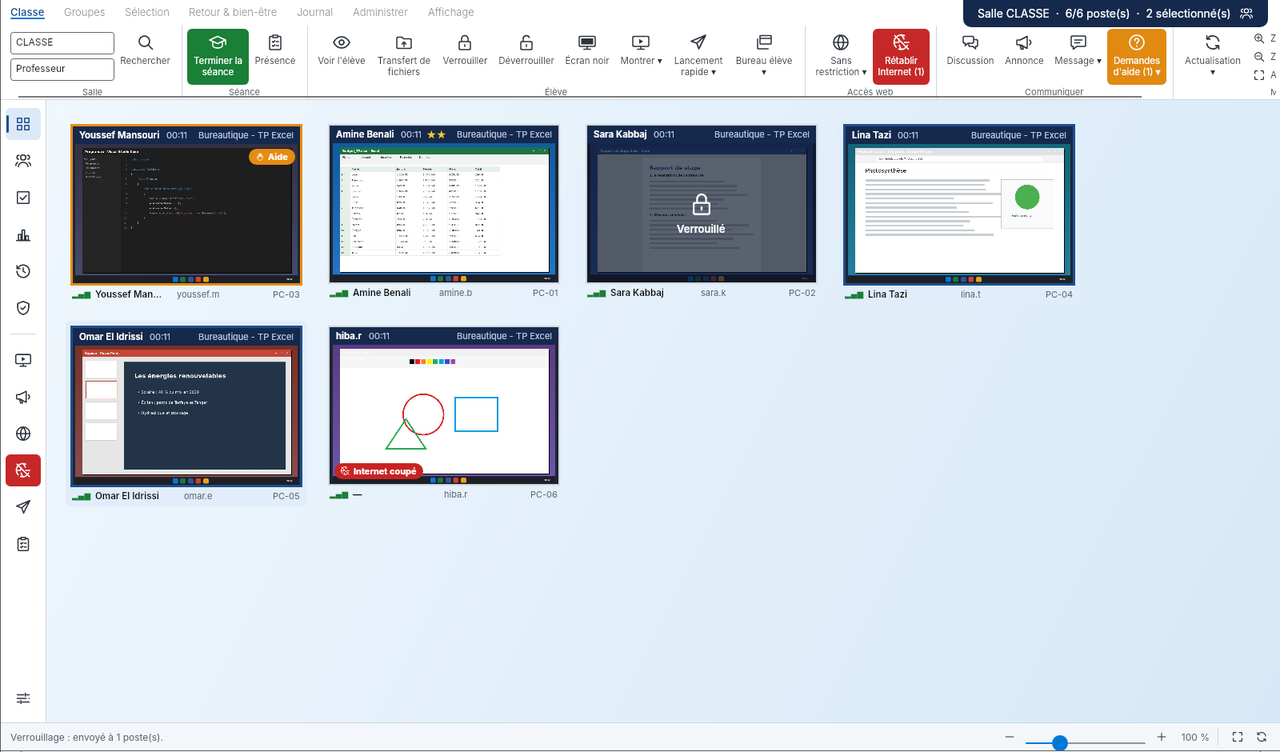 Classe Groupes Sélection Retour & bien-être Journal Administrer Affichage
Salle CLASSE · 6/6 poste(s) · 2 sélectionné(s)
CLASSE
Professeur
Rechercher
Salle
Terminer la séance
Présence
Séance
Voir l'élève
Transfert de fichiers
Verrouiller
Déverrouiller
Écran noir
Montrer ▾
Lancement rapide ▾
Bureau élève ▾
Élève
Sans restriction ▾
Rétablir Internet (1)
Accès web
Discussion
Annonce
Message ▾
Demandes d'aide (1) ▾
Communiquer
Actualisation ▾
Z
Z
A
M
Youssef Mansouri 00:11 Bureautique - TP Excel
Aide
Youssef Man... youssef.m PC-03
Amine Benali 00:11 ★★ Bureautique - TP Excel
Amine Benali amine.b PC-01
Sara Kabbaj 00:11 Bureautique - TP Excel
Rapport de stage
Verrouillé
Sara Kabbaj sara.k PC-02
Lina Tazi 00:11 Bureautique - TP Excel
Photosynthèse
Lina Tazi lina.t PC-04
Omar El Idrissi 00:11 Bureautique - TP Excel
Les énergies renouvelables
Omar El Idrissi omar.e PC-05
hiba.r 00:11 Bureautique - TP Excel
Internet coupé
— hiba.r PC-06
Verrouillage : envoyé à 1 poste(s).
100 %